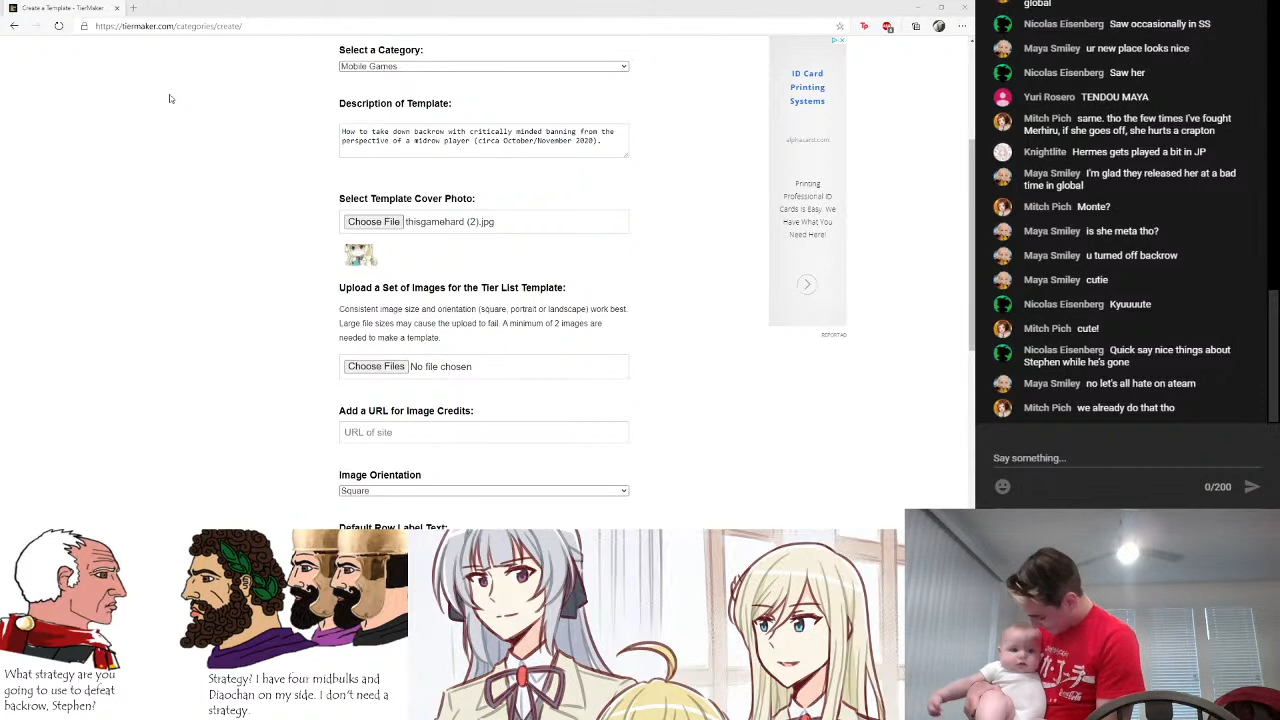 Create a Template - TierMaker
https://tiermaker.com/categories/create/
Select a Category:
Mobile Games
Description of Template:
How to take down backrow with critically minded banning from the
perspective of a midrow player (circa October/November 2020).
Select Template Cover Photo:
Choose File thisgamehard (2).jpg
Upload a Set of Images for the Tier List Template:
Consistent image size and orientation (square, portrait or landscape) work best.
Large file sizes may cause the upload to fail. A minimum of 2 images are
needed to make a template.
Choose Files No file chosen
Add a URL for Image Credits:
URL of site
Image Orientation
Square
Default Row Label Text:
ID Card
Printing
Systems
alphacard.com
Printing
Professional ID
Cards Is Easy. We
Have What You
Need Here!
REPORT AD
global
Nicolas Eisenberg Saw occasionally in SS
Maya Smiley ur new place looks nice
Nicolas Eisenberg Saw her
Yuri Rosero TENDOU MAYA
Mitch Pich same. tho the few times I've fought
Merhiru, if she goes off, she hurts a crapton
Knightlite Hermes gets played a bit in JP
Maya Smiley I'm glad they released her at a bad
time in global
Mitch Pich Monte?
Maya Smiley is she meta tho?
Maya Smiley u turned off backrow
Maya Smiley cutie
Nicolas Eisenberg Kyuuuute
Mitch Pich cute!
Nicolas Eisenberg Quick say nice things about
Stephen while he's gone
Maya Smiley no let's all hate on ateam
Mitch Pich we already do that tho
Say something...
0/200
What strategy are you
going to use to defeat
backrow, Stephen?
Strategy? I have four midbulls and
Diaochan on my side. I don't need a
strategy.
Coca-Cola